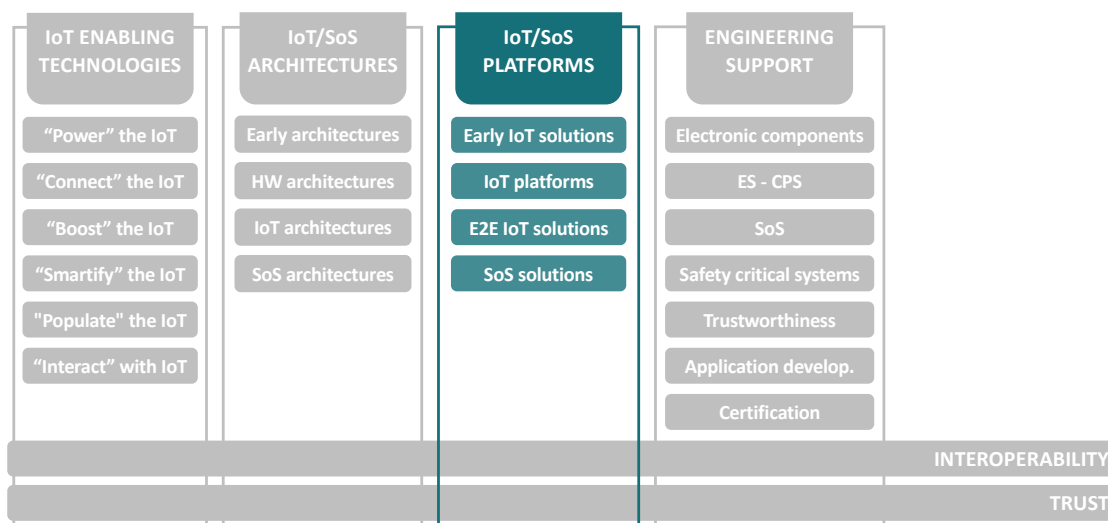 IoT ENABLING
TECHNOLOGIES
“Power” the IoT
“Connect” the IoT
“Boost” the IoT
“Smartify” the IoT
"Populate" the IoT
“Interact” with IoT
IoT/SoS
ARCHITECTURES
Early architectures
HW architectures
IoT architectures
SoS architectures
IoT/SoS
PLATFORMS
Early IoT solutions
IoT platforms
E2E IoT solutions
SoS solutions
ENGINEERING
SUPPORT
Electronic components
ES - CPS
SoS
Safety critical systems
Trustworthiness
Application develop.
Certification
INTEROPERABILITY
TRUST